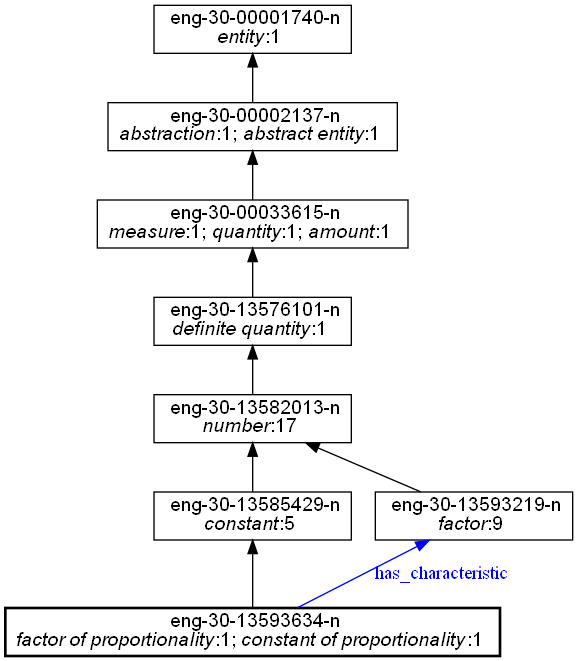 eng-30-00001740-n
entity:1
eng-30-00002137-n
abstraction:1; abstract entity:1
eng-30-00033615-n
measure:1; quantity:1; amount:1
eng-30-13576101-n
definite quantity:1
eng-30-13582013-n
number:17
eng-30-13585429-n
constant:5
eng-30-13593219-n
factor:9
has_characteristic
eng-30-13593634-n
factor of proportionality:1; constant of proportionality:1